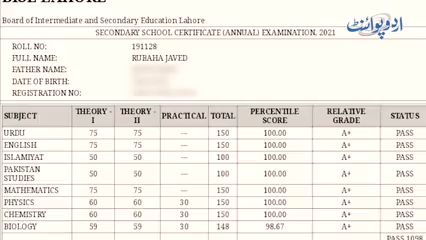 BISE LAHORE
Board of Intermediate and Secondary Education Lahore
SECONDARY SCHOOL CERTIFICATE (ANNUAL) EXAMINATION, 2021
اردو پوائنٹ
ROLL NO: 191128
FULL NAME: RUBAHA JAVED
FATHER NAME:
DATE OF BIRTH:
REGISTRATION NO:
SUBJECT THEORY - I THEORY - II PRACTICAL TOTAL PERCENTILE SCORE RELATIVE GRADE STATUS
URDU 75 75 --- 150 100.00 A+ PASS
ENGLISH 75 75 --- 150 100.00 A+ PASS
ISLAMIYAT 50 50 --- 100 100.00 A+ PASS
PAKISTAN STUDIES 50 50 --- 100 100.00 A+ PASS
MATHEMATICS 75 75 --- 150 100.00 A+ PASS
PHYSICS 60 60 30 150 100.00 A+ PASS
CHEMISTRY 60 60 30 150 100.00 A+ PASS
BIOLOGY 59 59 30 148 98.67 A+ PASS
PASS 1098